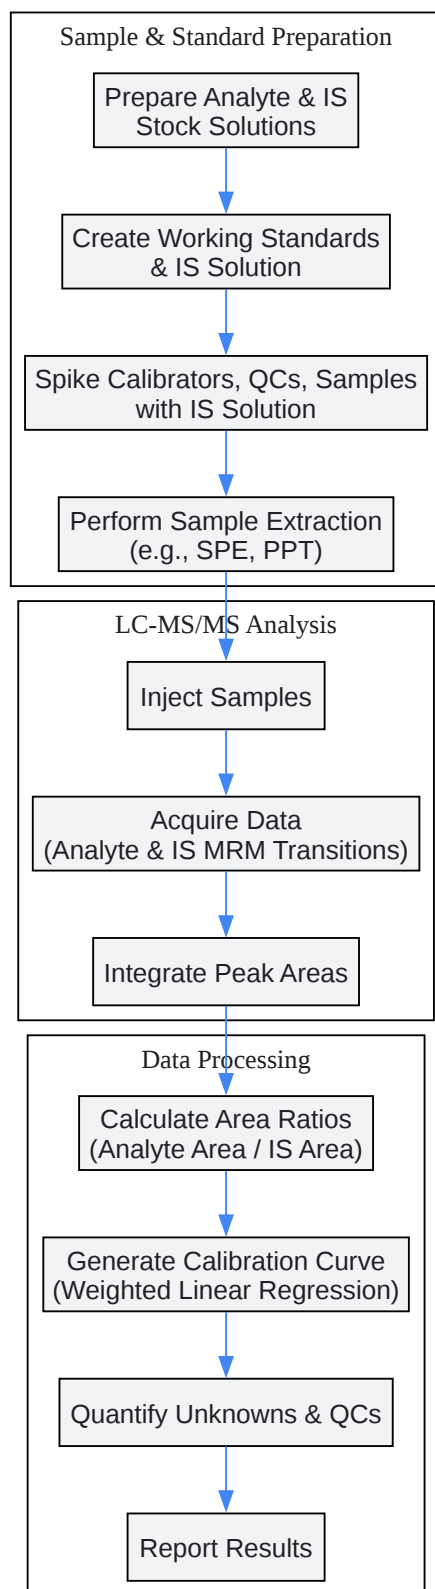 Sample & Standard Preparation
Prepare Analyte & IS
Stock Solutions
Create Working Standards
& IS Solution
Spike Calibrators, QCs, Samples
with IS Solution
Perform Sample Extraction
(e.g., SPE, PPT)
LC-MS/MS Analysis
Inject Samples
Acquire Data
(Analyte & IS MRM Transitions)
Integrate Peak Areas
Data Processing
Calculate Area Ratios
(Analyte Area / IS Area)
Generate Calibration Curve
(Weighted Linear Regression)
Quantify Unknowns & QCs
Report Results